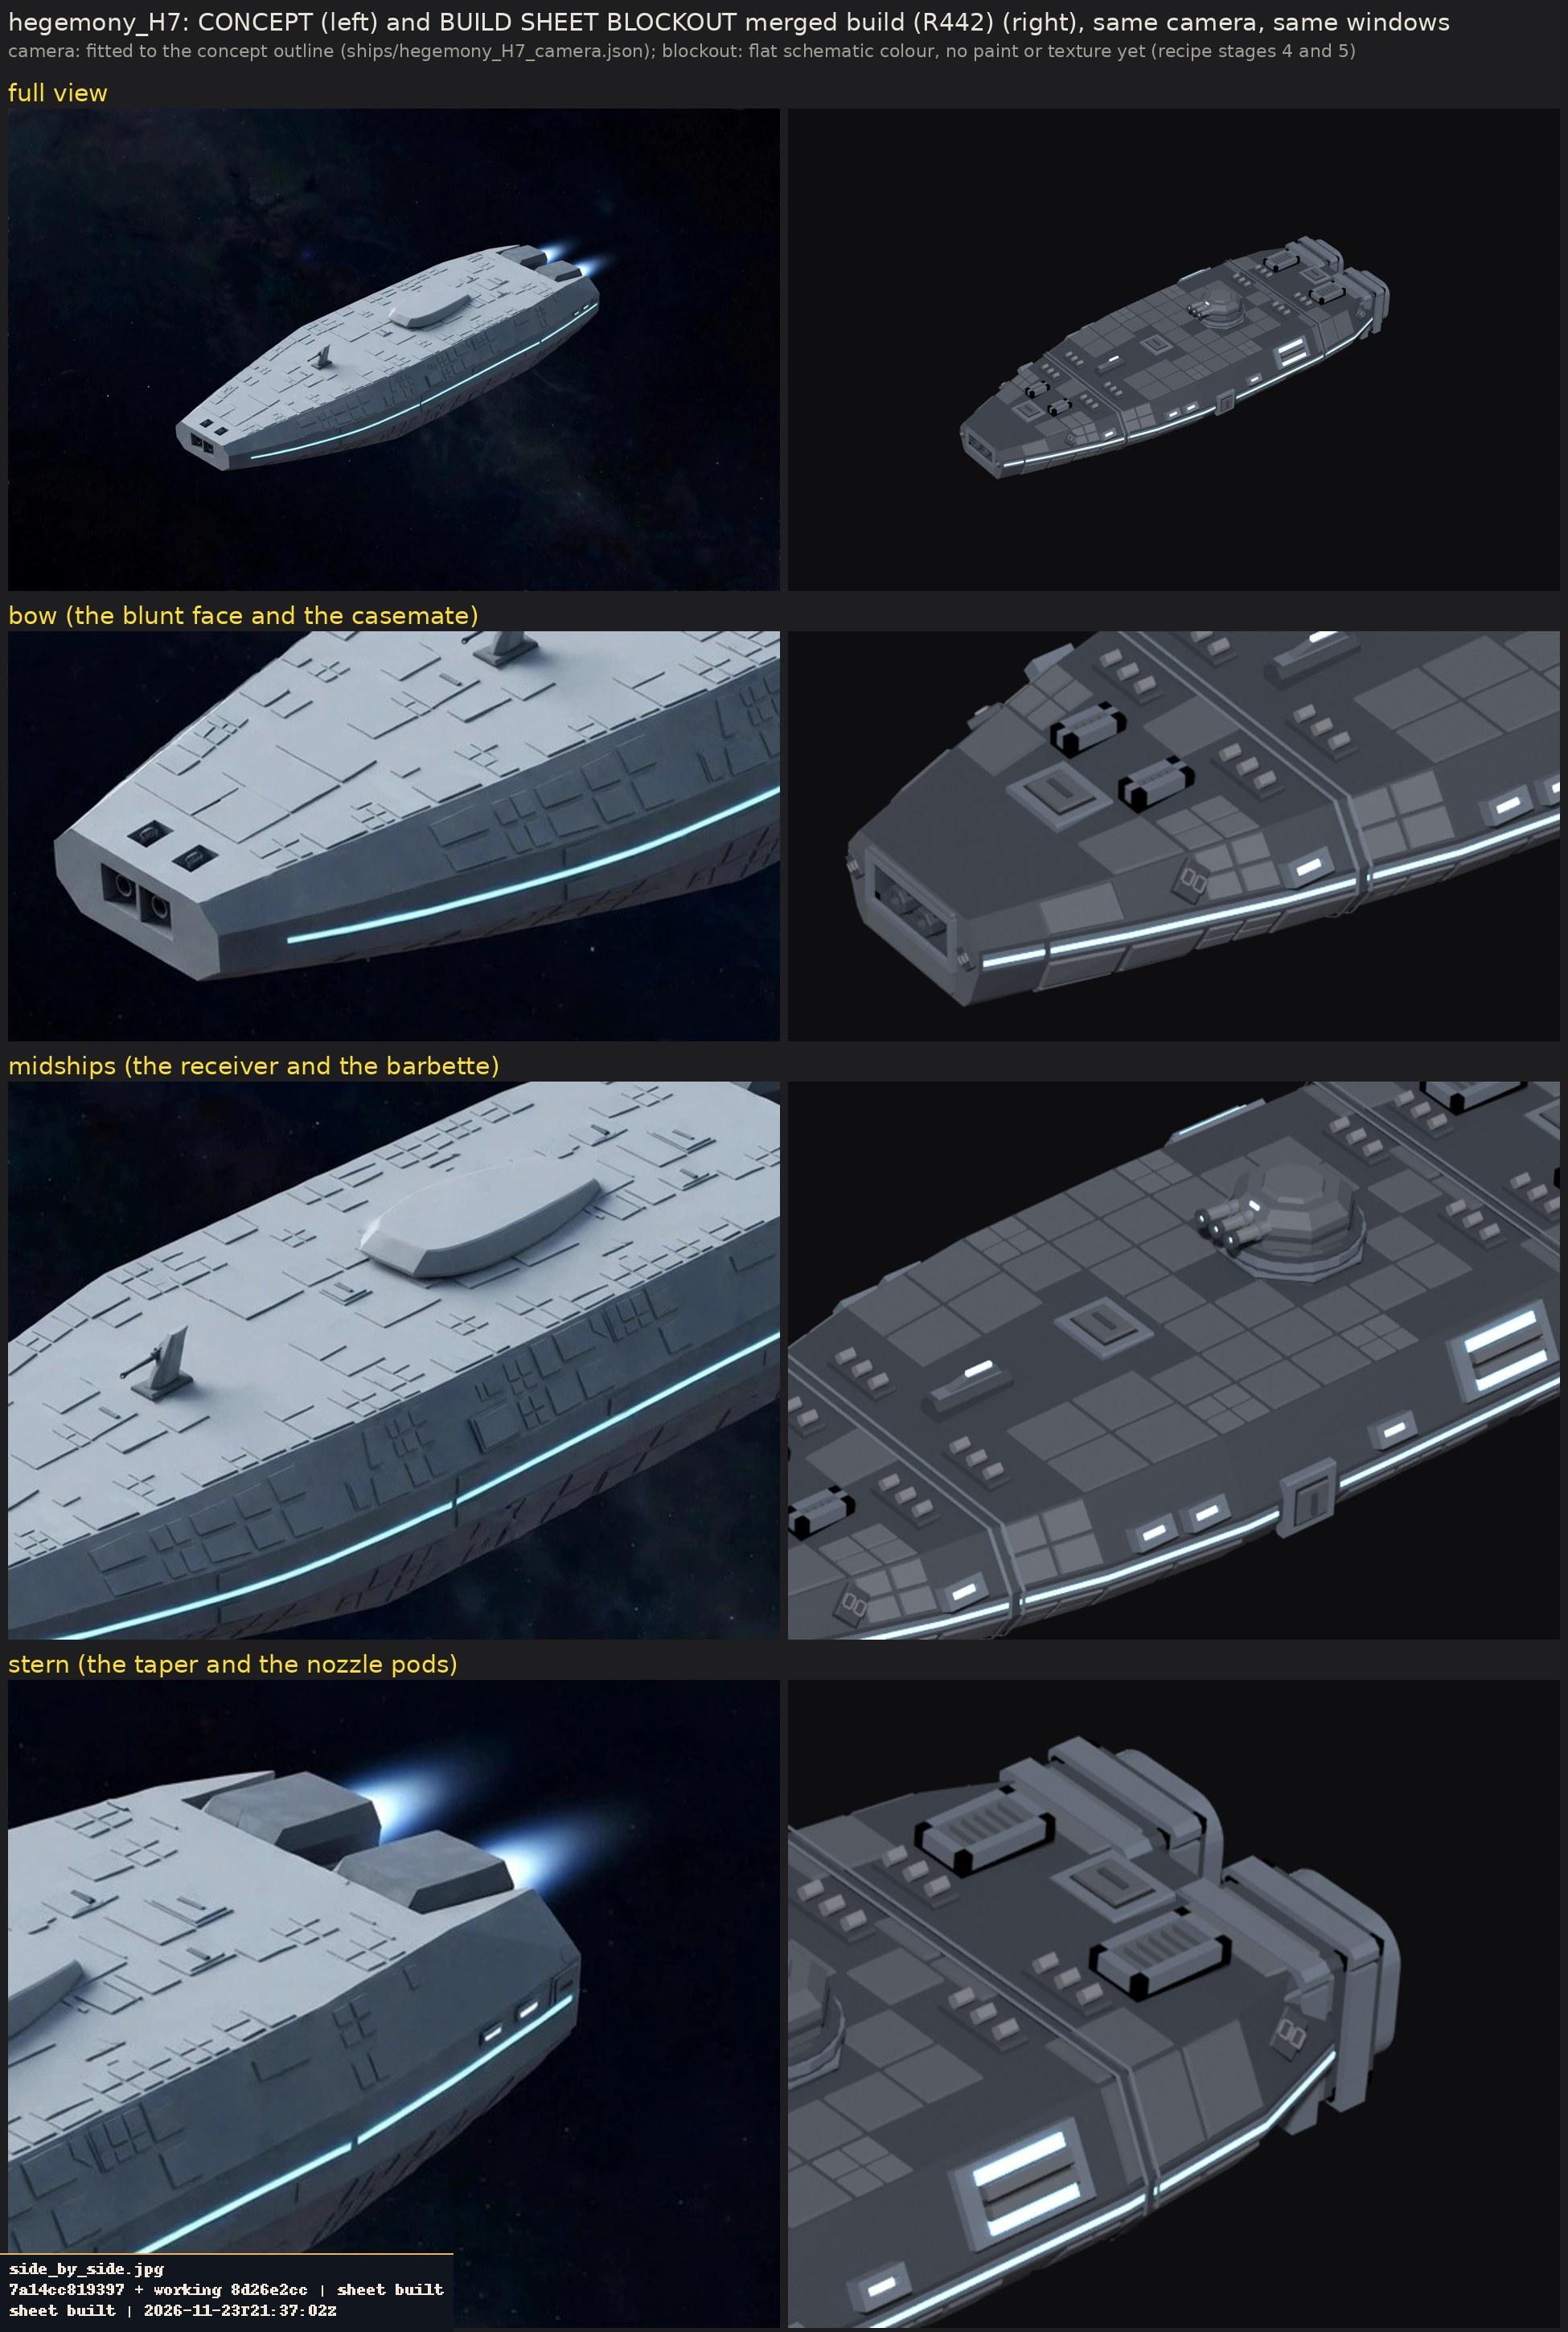 hegemony_H7: CONCEPT (left) and BUILD SHEET BLOCKOUT merged build (R442) (right), same camera, same windows
camera: fitted to the concept outline (ships/hegemony_H7_camera.json); blockout: flat schematic colour, no paint or texture yet (recipe stages 4 and 5)
full view
bow (the blunt face and the casemate)
midships (the receiver and the barbette)
stern (the taper and the nozzle pods)
side_by_side.jpg
7a14cc819397 + working 8d26e2cc | sheet built
sheet built | 2026-11-23T21:37:02Z